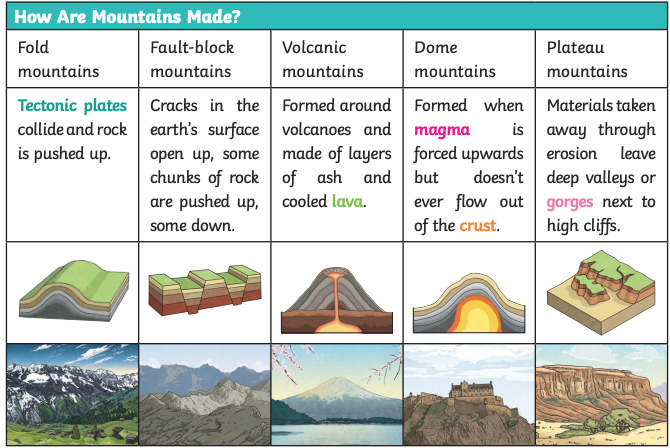 How Are Mountains Made?
Fold
mountains
Fault-block
mountains
Volcanic
mountains
Dome
mountains
Plateau
mountains
Tectonic plates
collide and rock
is pushed up.
Cracks in the
earth's surface
open up, some
chunks of rock
are pushed up,
some down.
Formed around
volcanoes and
made of layers
of ash and
cooled lava.
Formed when
magma is
forced upwards
but doesn't
ever flow out
of the crust.
Materials taken
away through
erosion leave
deep valleys or
gorges next to
high cliffs.